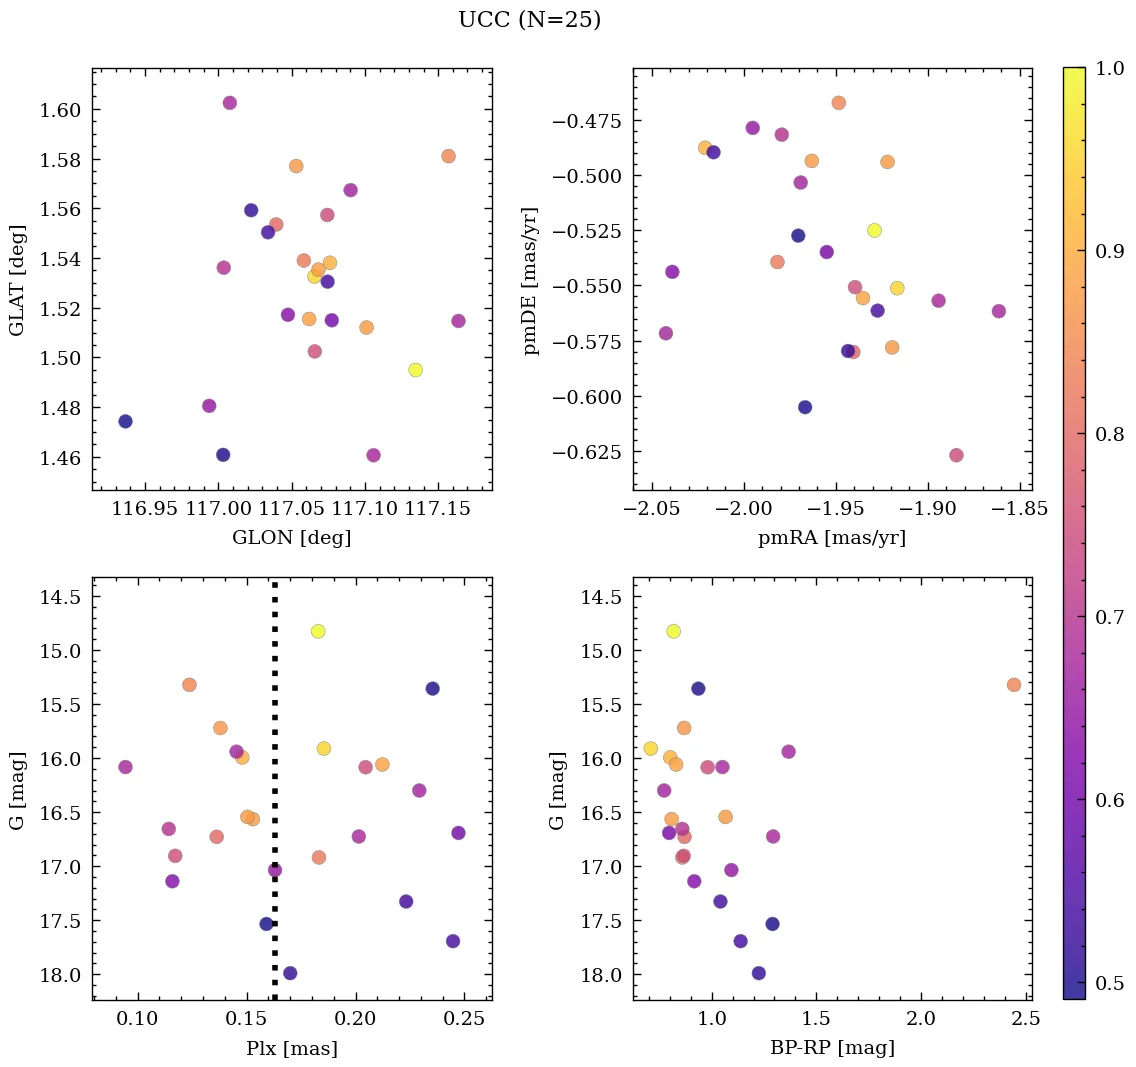 UCC (N=25)
1.60
1.58
1.56
1.54
1.52
1.50
1.48
1.46
GLAT [deg]
116.95 117.00 117.05 117.10 117.15
GLON [deg]
−0.475
−0.500
−0.525
−0.550
−0.575
−0.600
−0.625
pmDE [mas/yr]
−2.05 −2.00 −1.95 −1.90 −1.85
pmRA [mas/yr]
14.5
15.0
15.5
16.0
16.5
17.0
17.5
18.0
G [mag]
0.10 0.15 0.20 0.25
Plx [mas]
14.5
15.0
15.5
16.0
16.5
17.0
17.5
18.0
G [mag]
1.0 1.5 2.0 2.5
BP-RP [mag]
1.0
0.9
0.8
0.7
0.6
0.5